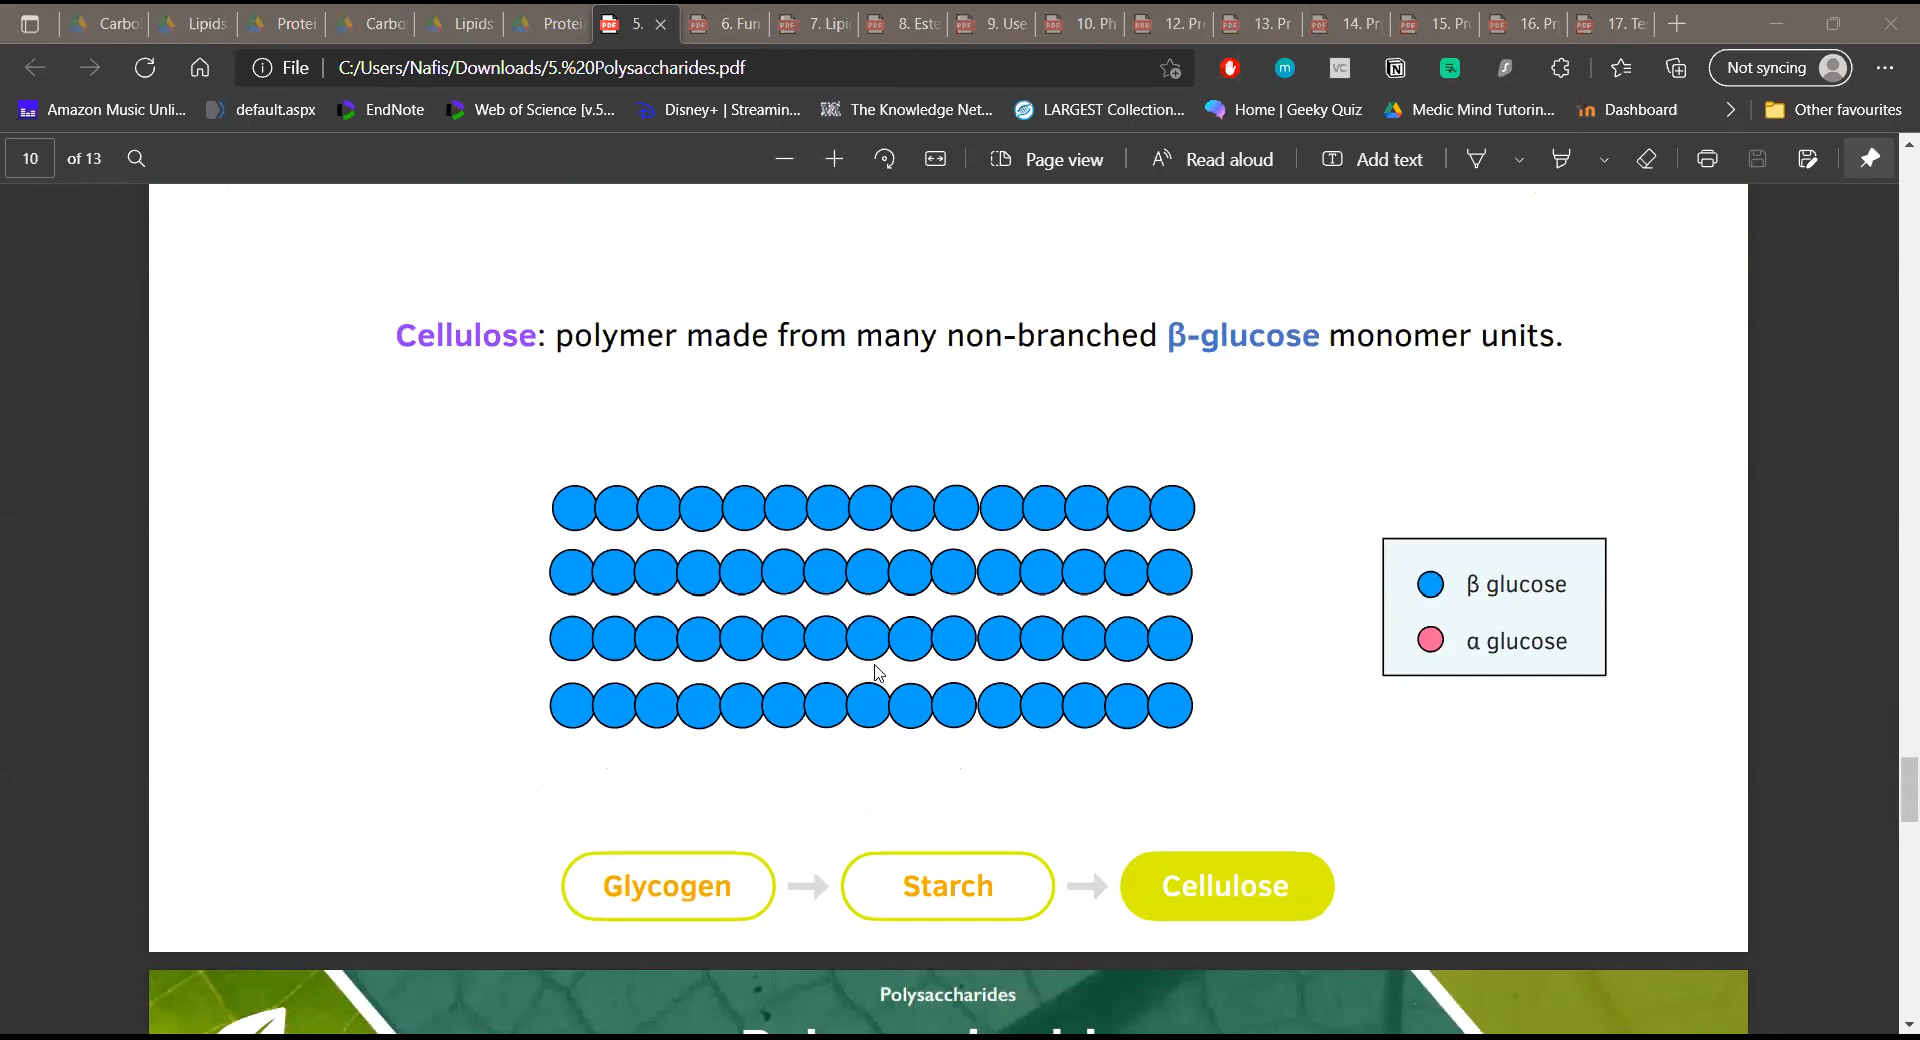 Carbo
Lipids
Protei
Carbo
Lipids
Protei
5.
6. Fun
7. Lipi
8. Este
9. Use
10. Ph
12. Pr
13. Pr
14. Pr
15. Pro
16. Pr
17. Te
File
C:/Users/Nafis/Downloads/5.%20Polysaccharides.pdf
Not syncing
Amazon Music Unli...
default.aspx
EndNote
Web of Science [v.5...
Disney+ | Streamin...
The Knowledge Net...
LARGEST Collection...
Home | Geeky Quiz
Medic Mind Tutorin...
Dashboard
Other favourites
10 of 13
Page view
Read aloud
Add text
Cellulose: polymer made from many non-branched β-glucose monomer units.
β glucose
α glucose
Glycogen
Starch
Cellulose
Polysaccharides